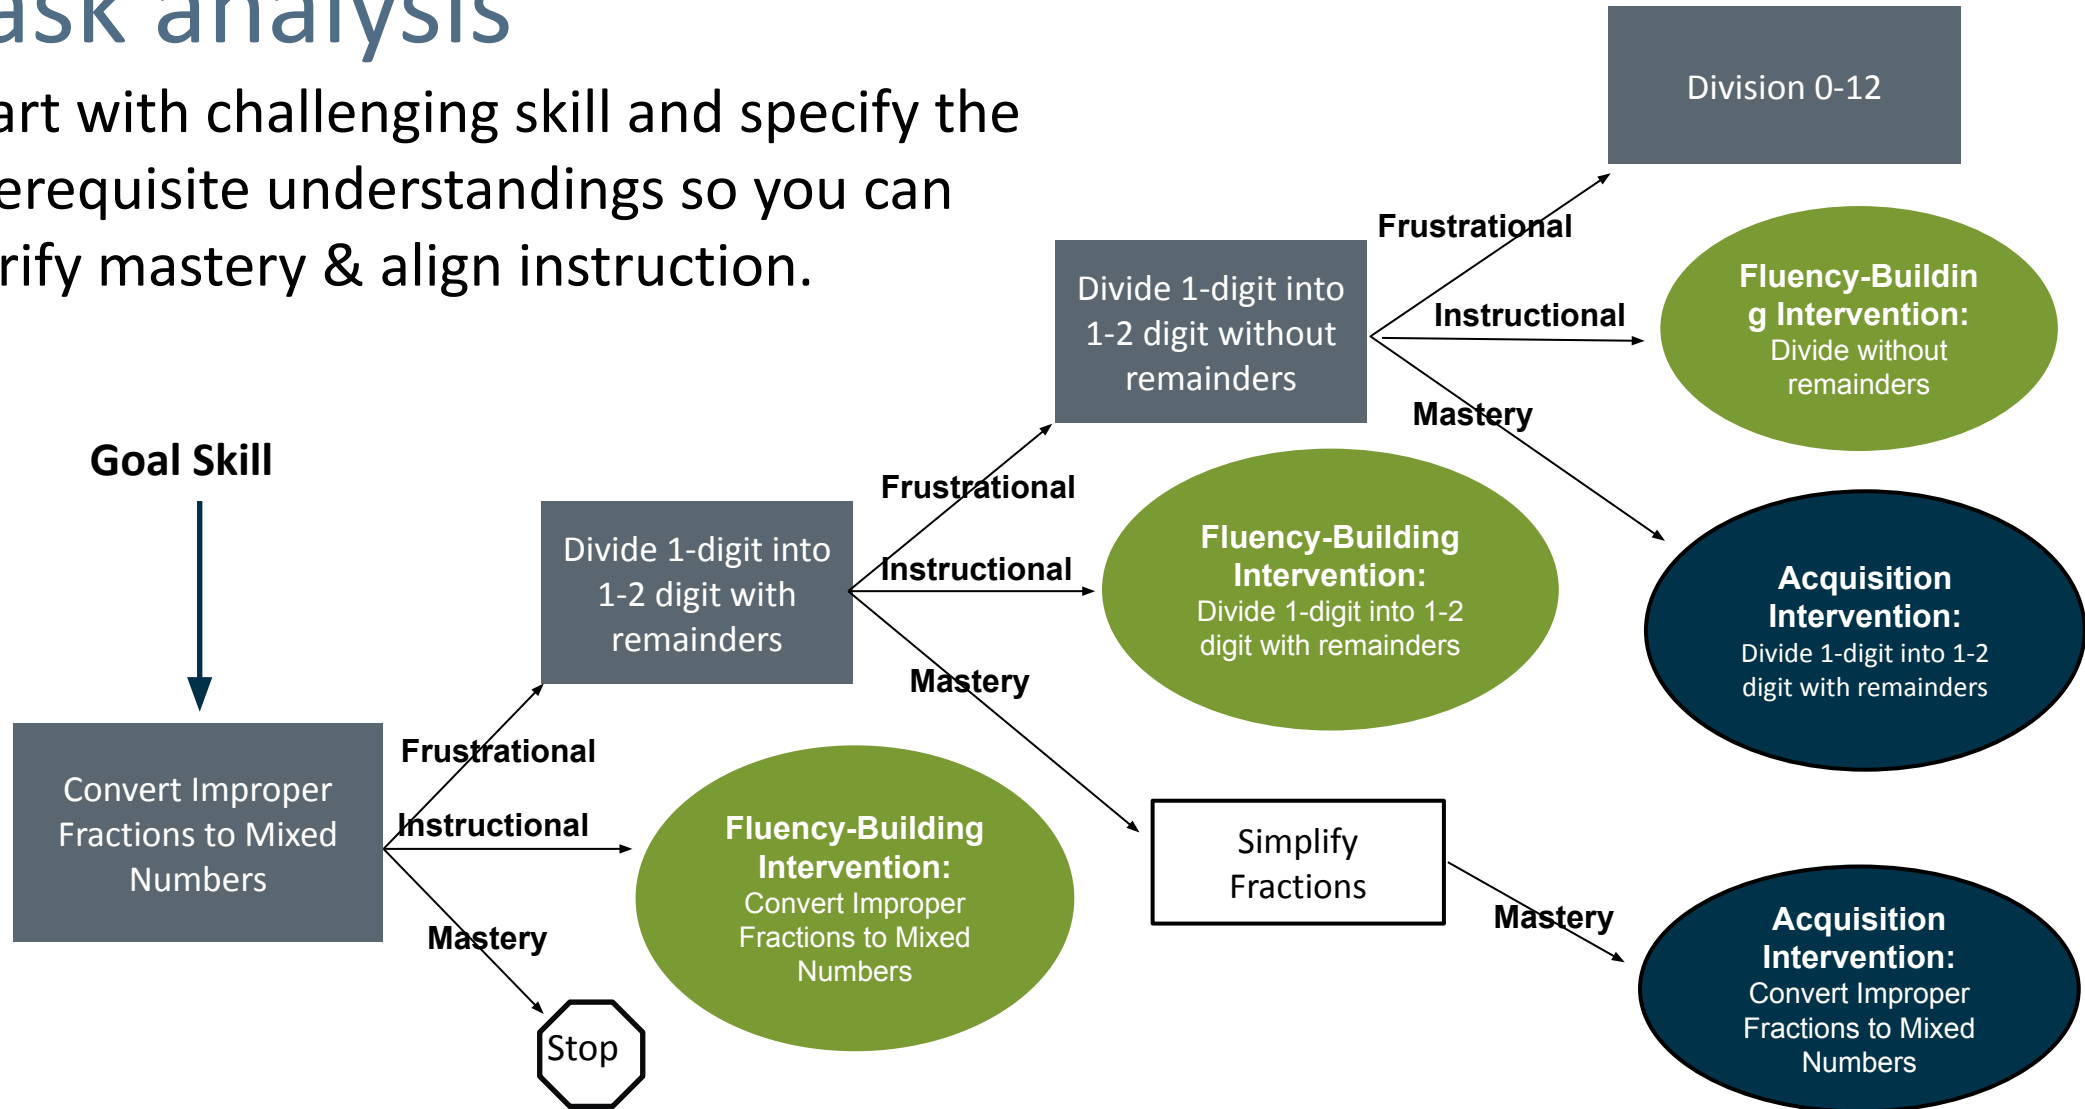 ask analysis
art with challenging skill and specify the
erequisite understandings so you can
rify mastery & align instruction.
Division 0-12
Frustrational
Divide 1-digit into
1-2 digit without
remainders
Instructional
Fluency-Buildin
g Intervention:
Divide without
remainders
Mastery
Goal Skill
Frustrational
Divide 1-digit into
1-2 digit with
remainders
Instructional
Fluency-Building
Intervention:
Divide 1-digit into 1-2
digit with remainders
Acquisition
Intervention:
Divide 1-digit into 1-2
digit with remainders
Mastery
Convert Improper
Fractions to Mixed
Numbers
Frustrational
Instructional
Fluency-Building
Intervention:
Convert Improper
Fractions to Mixed
Numbers
Simplify
Fractions
Mastery
Acquisition
Intervention:
Convert Improper
Fractions to Mixed
Numbers
Mastery
Stop